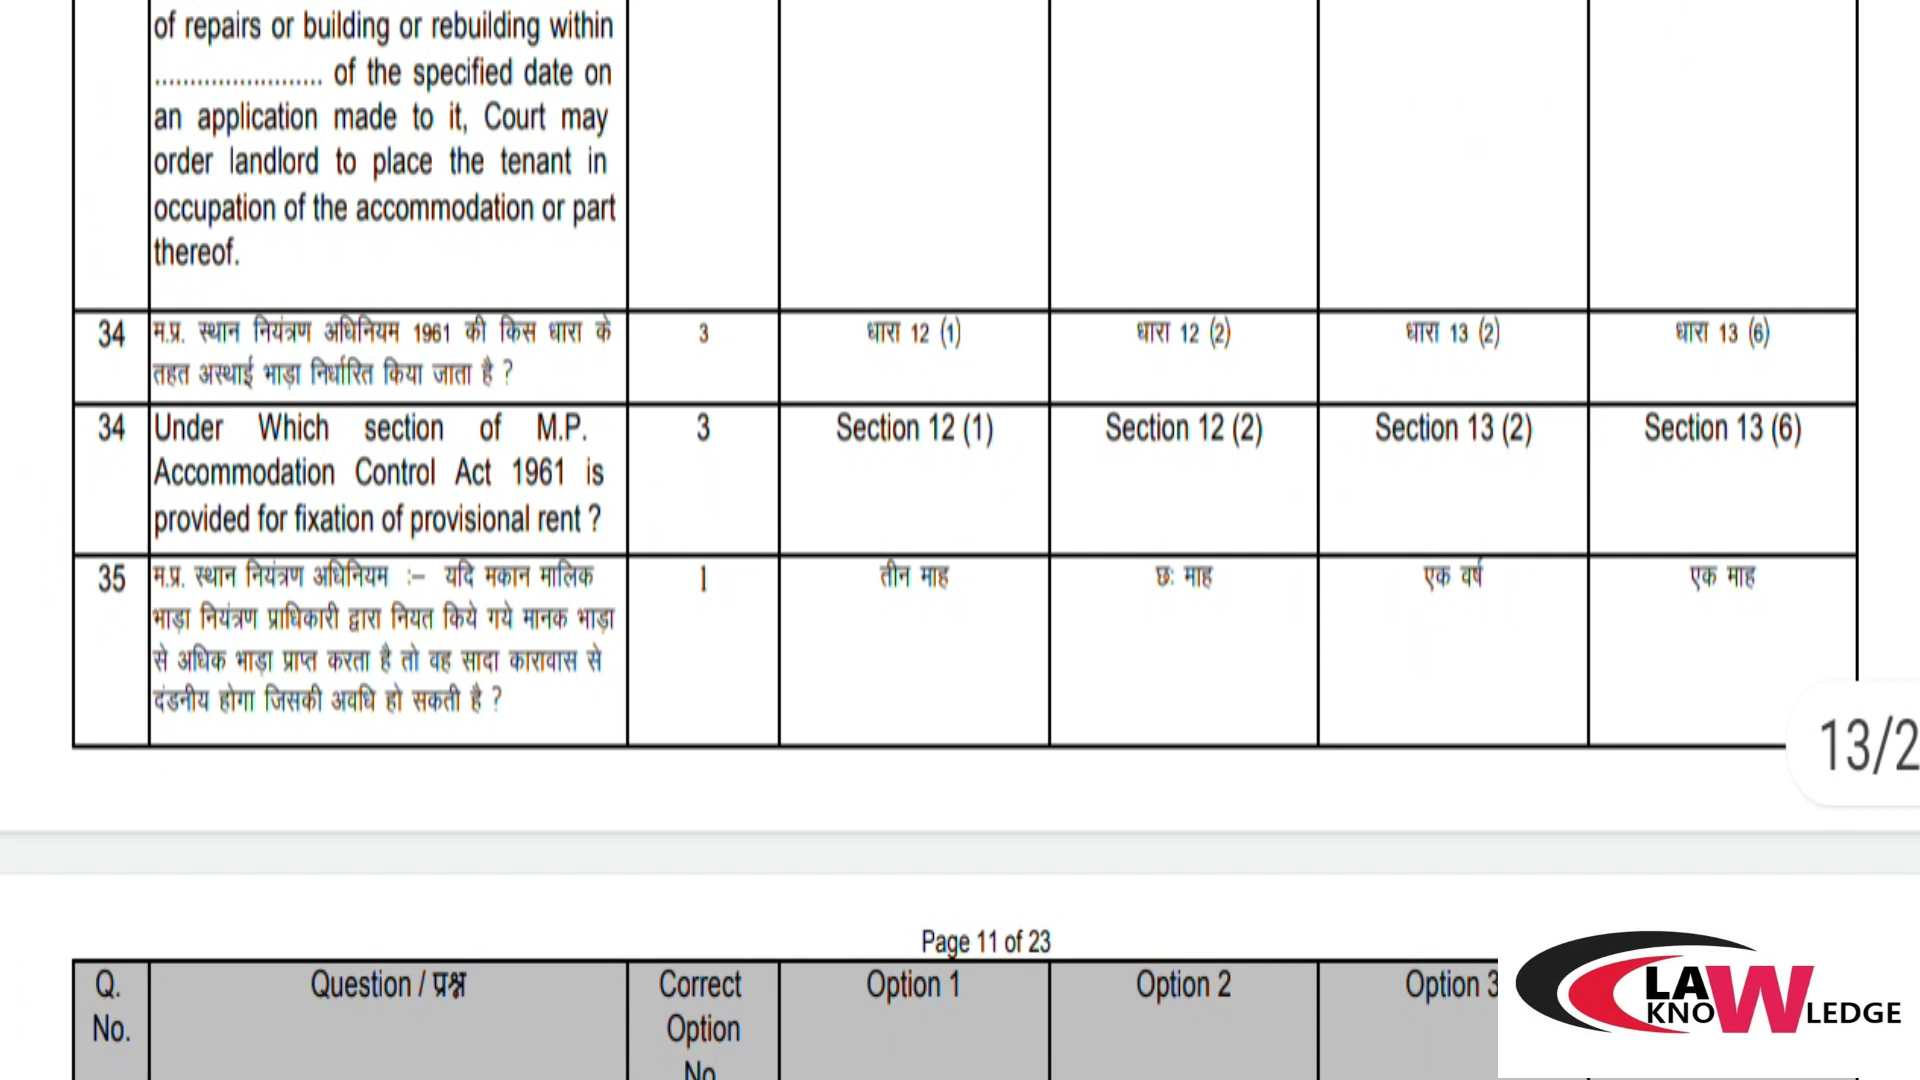 of repairs or building or rebuilding within
........................ of the specified date on
an application made to it, Court may
order landlord to place the tenant in
occupation of the accommodation or part
thereof.
34 म.प्र. स्थान नियंत्रण अधिनियम 1961 की किस धारा के 3 धारा 12 (1) धारा 12 (2) धारा 13 (2) धारा 13 (6)
तहत अस्थाई भाड़ा निर्धारित किया जाता है ?
34 Under Which section of M.P. 3 Section 12 (1) Section 12 (2) Section 13 (2) Section 13 (6)
Accommodation Control Act 1961 is
provided for fixation of provisional rent ?
35 म.प्र. स्थान नियंत्रण अधिनियम :– यदि मकान मालिक 1 तीन माह छः माह एक वर्ष एक माह
भाड़ा नियंत्रण प्राधिकारी द्वारा नियत किये गये मानक भाड़ा
से अधिक भाड़ा प्राप्त करता है तो वह सादा कारावास से
दंडनीय होगा जिसकी अवधि हो सकती है ?
13/2
Page 11 of 23
Q. Question / प्रश्न Correct Option 1 Option 2 Option 3
No. Option
No
LAW
KNOWLEDGE